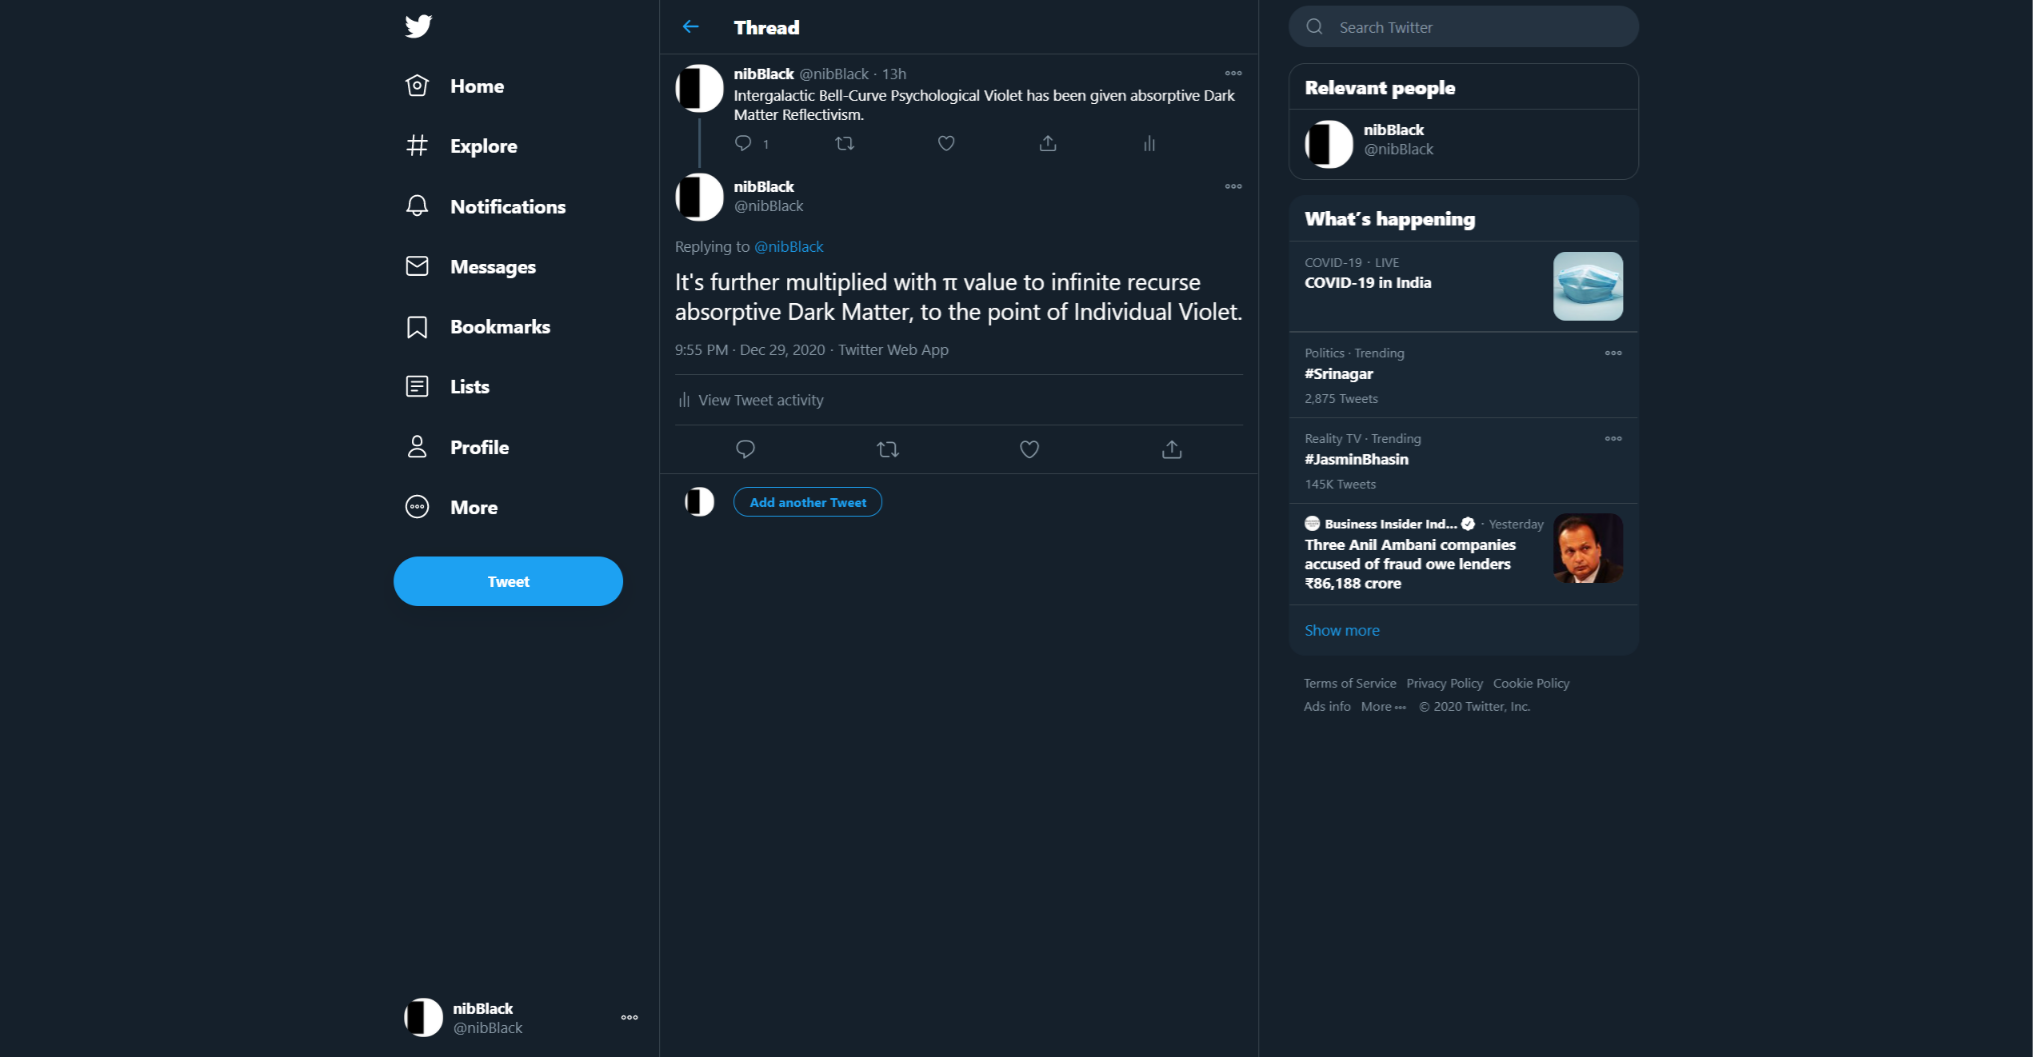 Home
Explore
Notifications
Messages
Bookmarks
Lists
Profile
More
Tweet
nibBlack
@nibBlack
Thread
nibBlack @nibBlack · 13h
Intergalactic Bell-Curve Psychological Violet has been given absorptive Dark
Matter Reflectivism.
1
nibBlack
@nibBlack
Replying to @nibBlack
It's further multiplied with π value to infinite recurse
absorptive Dark Matter, to the point of Individual Violet.
9:55 PM · Dec 29, 2020 · Twitter Web App
View Tweet activity
Add another Tweet
Search Twitter
Relevant people
nibBlack
@nibBlack
What's happening
COVID-19 · LIVE
COVID-19 in India
Politics · Trending
#Srinagar
2,875 Tweets
Reality TV · Trending
#JasminBhasin
145K Tweets
Business Insider Ind... · Yesterday
Three Anil Ambani companies
accused of fraud owe lenders
₹86,188 crore
Show more
Terms of Service Privacy Policy Cookie Policy
Ads info More ··· © 2020 Twitter, Inc.